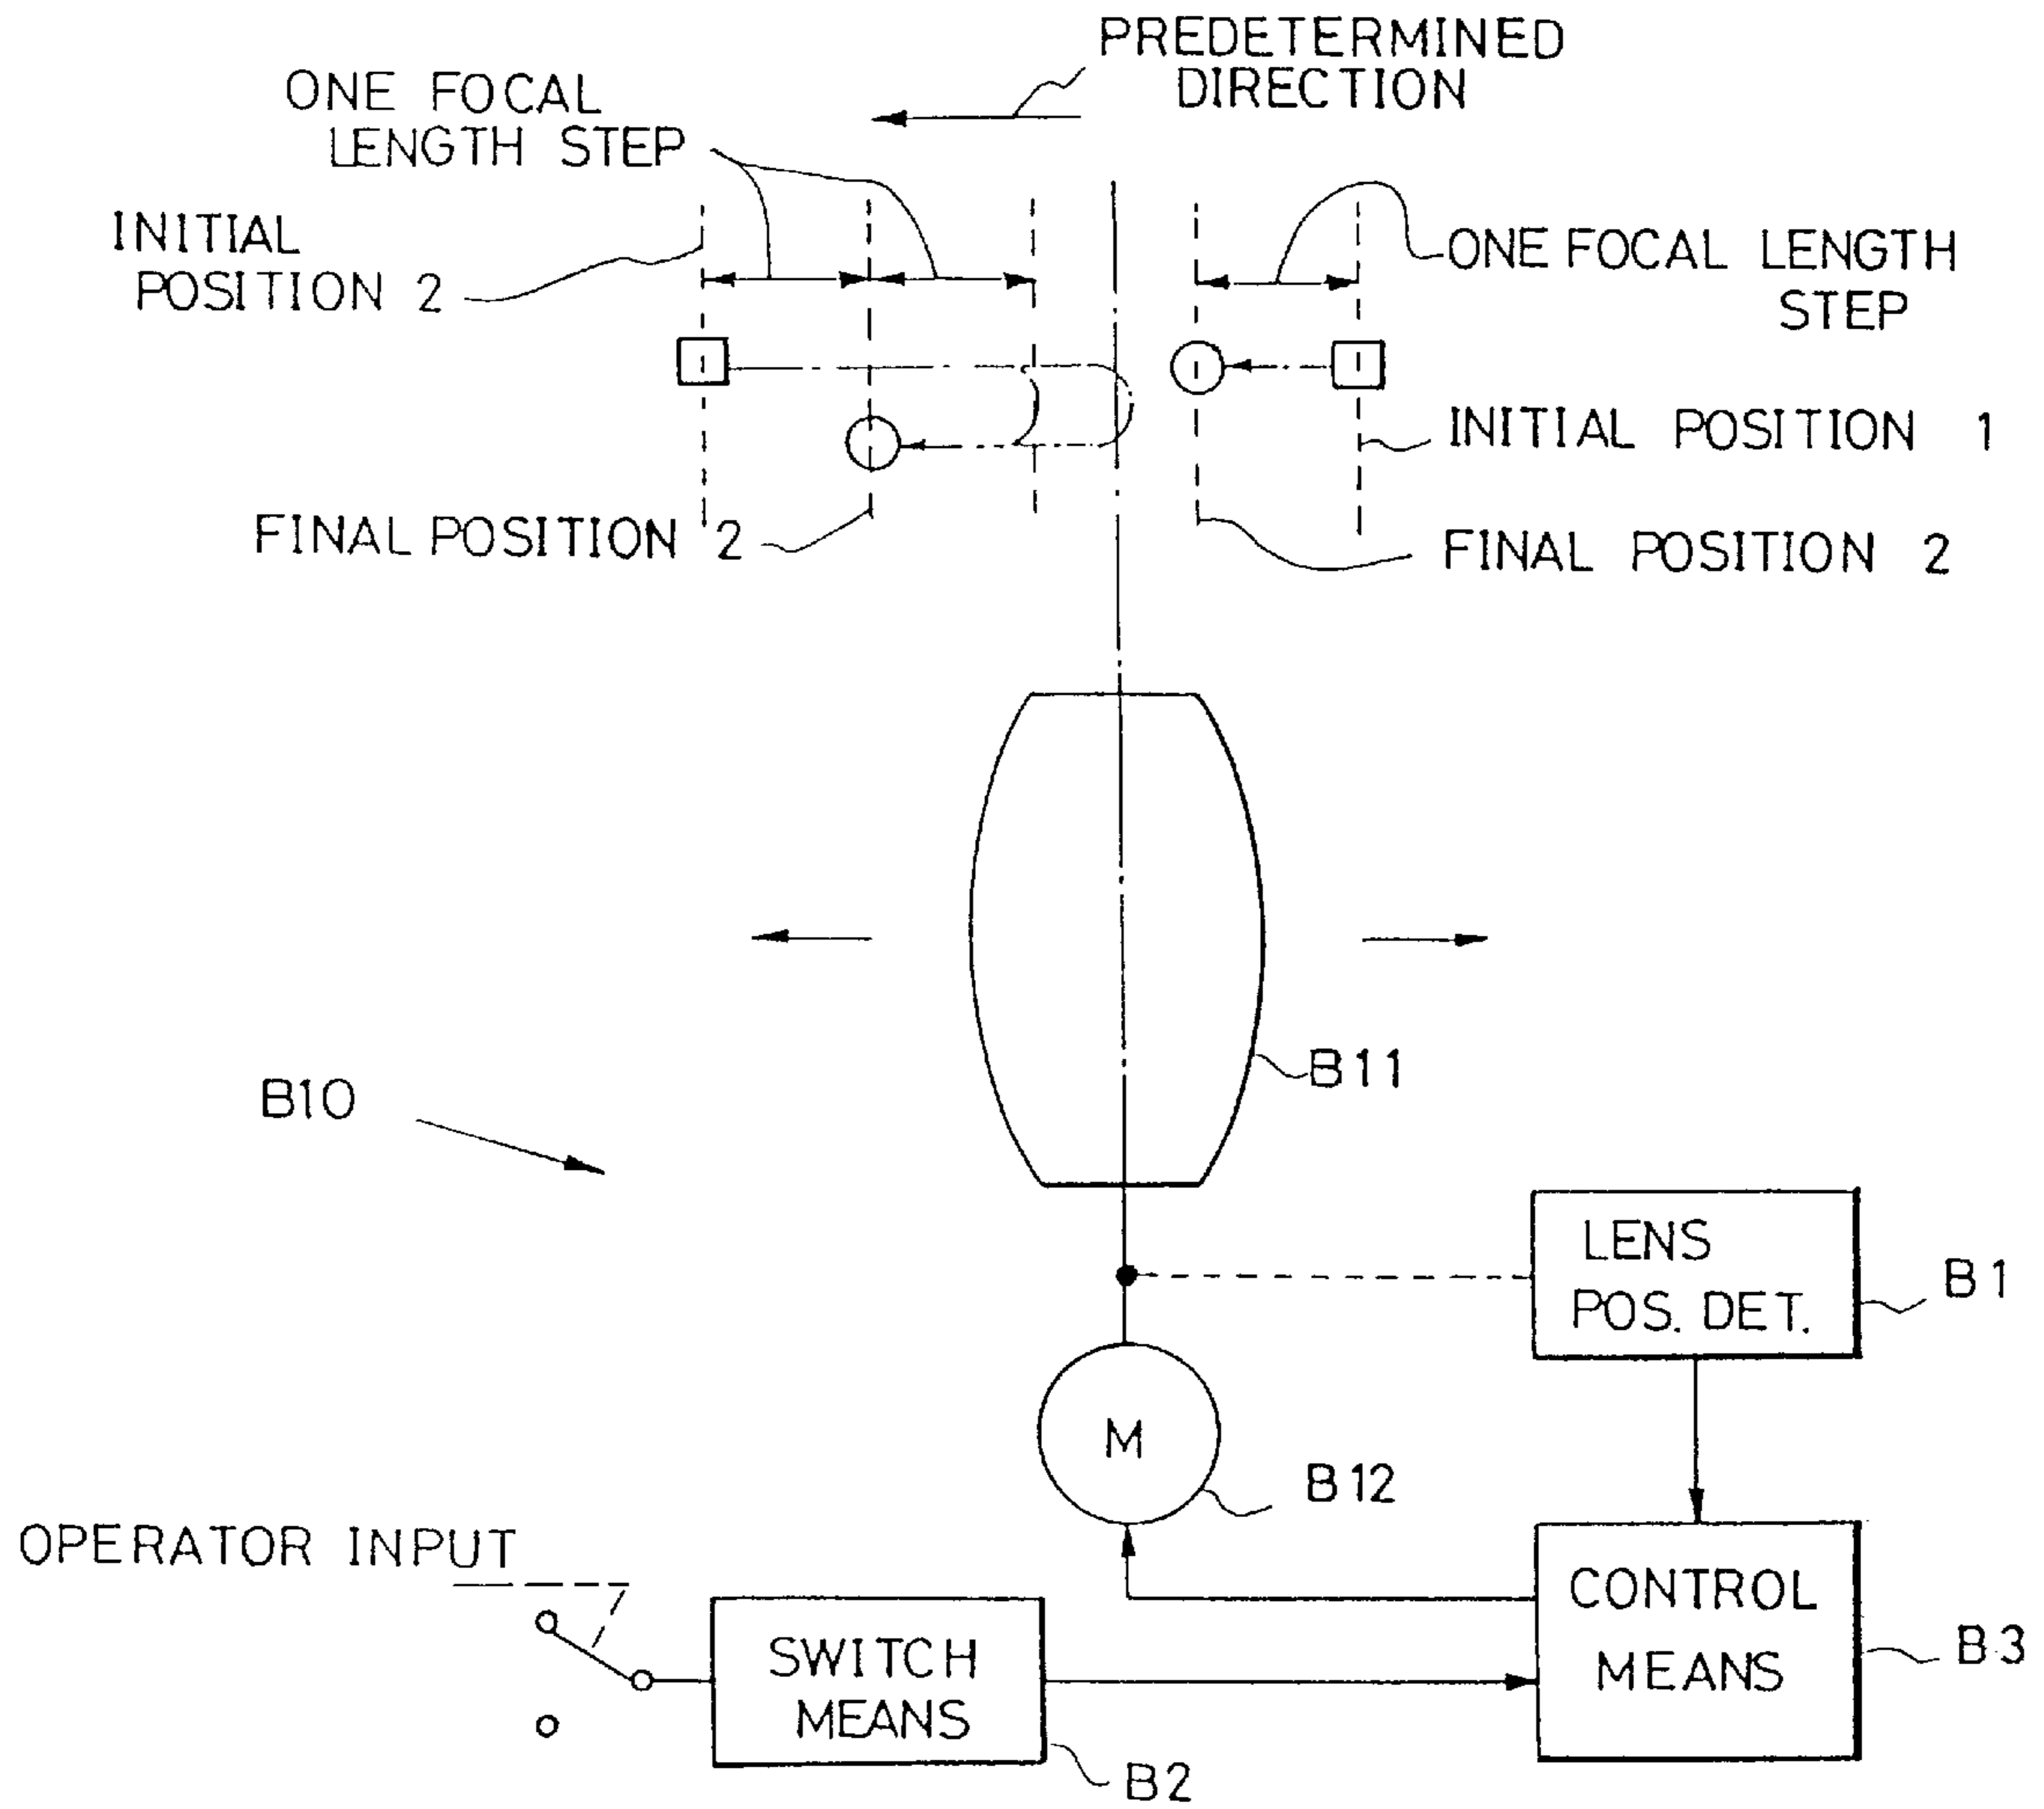 PREDETERMINED
DIRECTION
ONE FOCAL
LENGTH STEP
INITIAL
POSITION 2
ONE FOCAL LENGTH
STEP
INITIAL POSITION 1
FINAL POSITION 2
FINAL POSITION 2
B11
B10
LENS
POS. DET.
B1
M
B12
OPERATOR INPUT
CONTROL
MEANS
B3
SWITCH
MEANS
B2